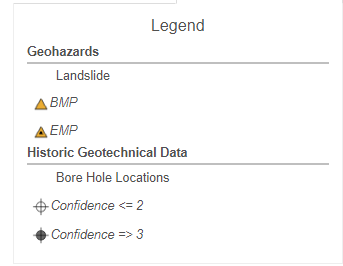 Legend
Geohazards
Landslide
BMP
EMP
Historic Geotechnical Data
Bore Hole Locations
Confidence <= 2
Confidence => 3